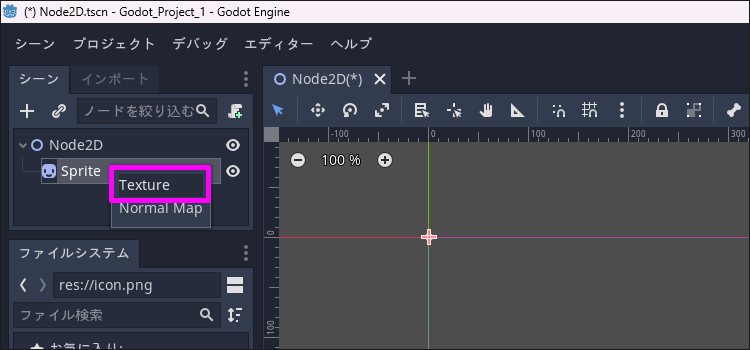 (*) Node2D.tscn - Godot_Project_1 - Godot Engine
シーン プロジェクト デバッグ エディター ヘルプ
シーン インポート
Node2D(*)
ノードを絞り込む
-100 0 100 200 300
Node2D
100 %
Sprite
Texture
Normal Map
0
ファイルシステム
res://icon.png
ファイル検索
100
お気に入り: